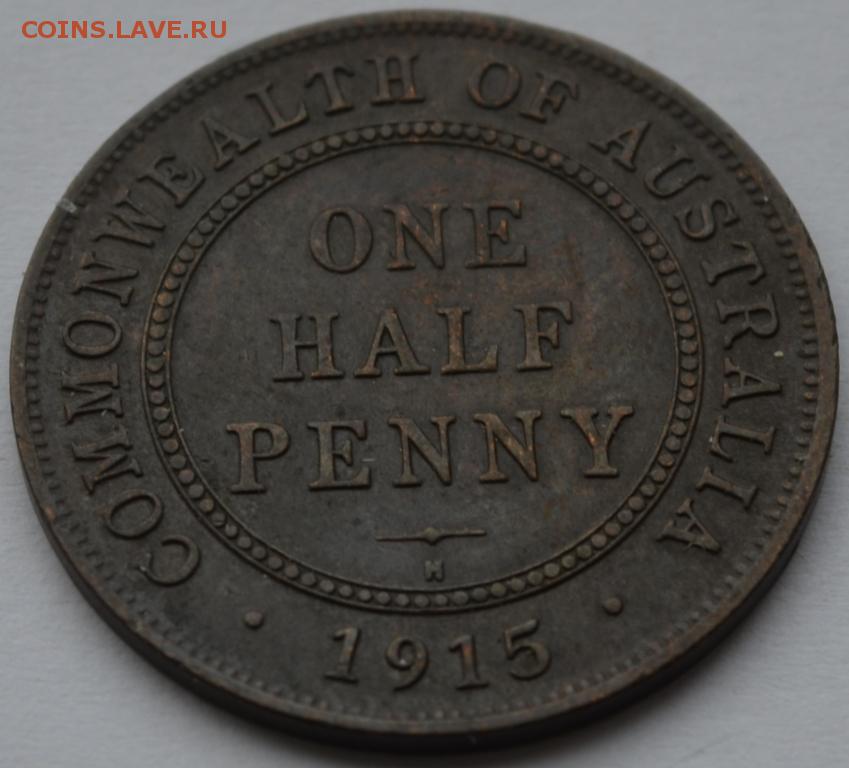 COINS.LAVE.RU
COMMONWEALTH OF AUSTRALIA
ONE
HALF
PENNY
H
· 1915 ·